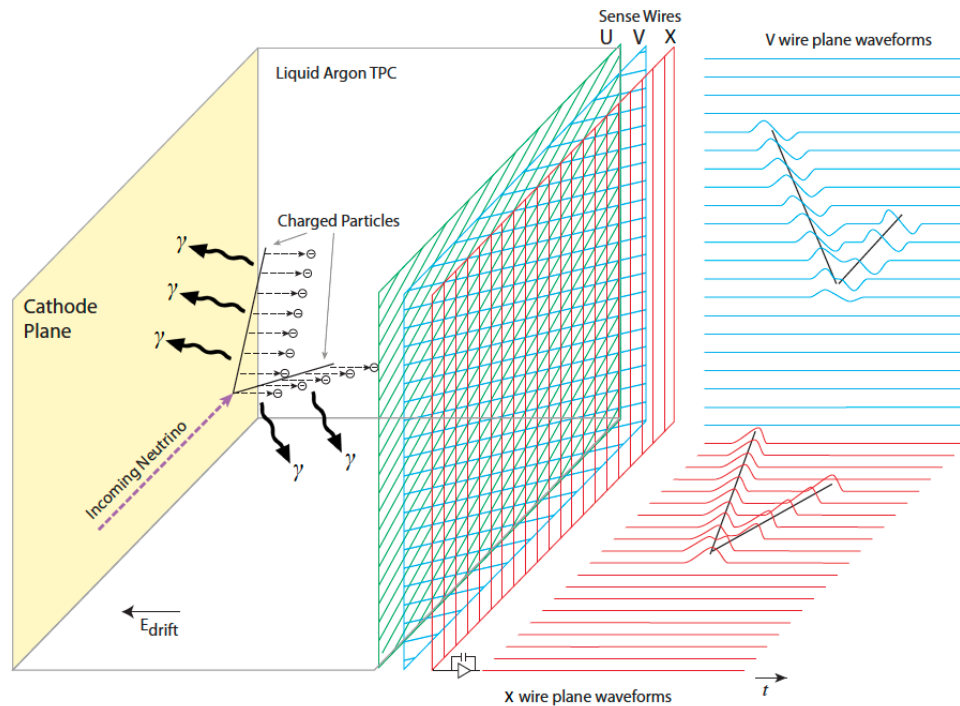 Sense Wires
U V X
V wire plane waveforms
Liquid Argon TPC
Charged Particles
γ
γ
γ
Cathode
Plane
Incoming Neutrino
γ
γ
E drift
t
X wire plane waveforms